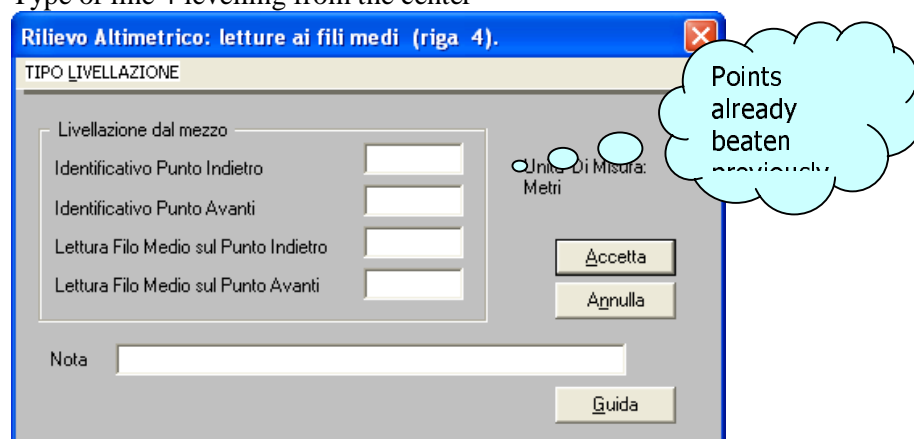 Type of line 4 levelling from the center
Rilievo Altimetrico: letture ai fili medi (riga 4).
TIPO LIVELLAZIONE
Points
already
beaten
previously
Livellazione dal mezzo
Identificativo Punto Indietro
Unità Di Misura:
Metri
Identificativo Punto Avanti
Lettura Filo Medio sul Punto Indietro
Accetta
Lettura Filo Medio sul Punto Avanti
Annulla
Nota
Guida